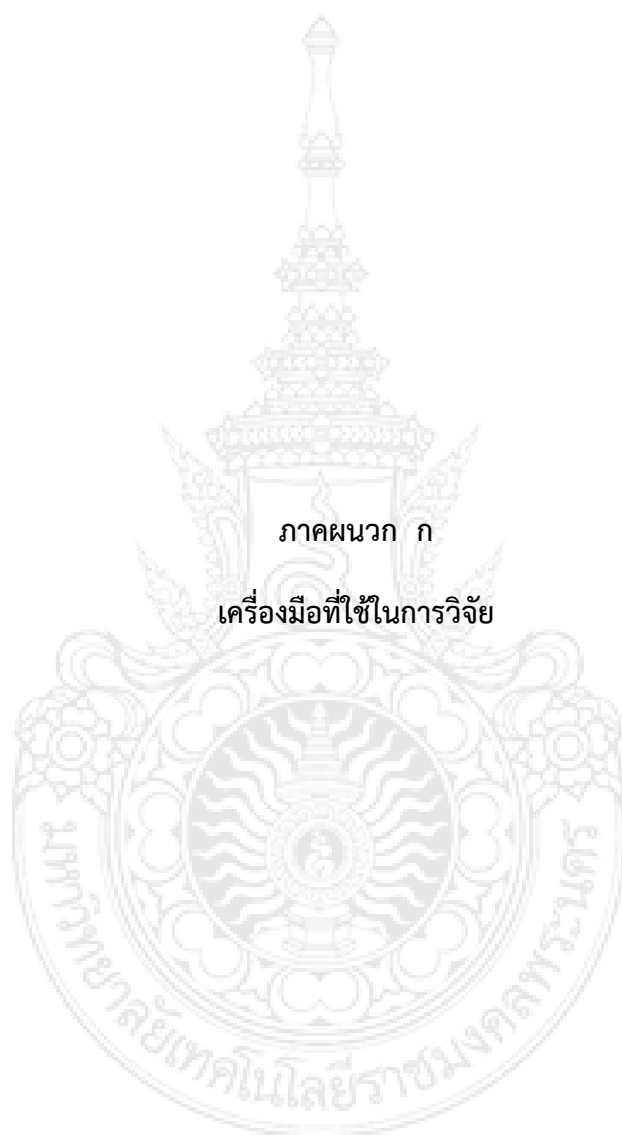 ภาคผนวก ก
เครื่องมือที่ใช้ในการวิจัย
มหาวิทยาลัยเทคโนโลยีราชมงคลพระนคร